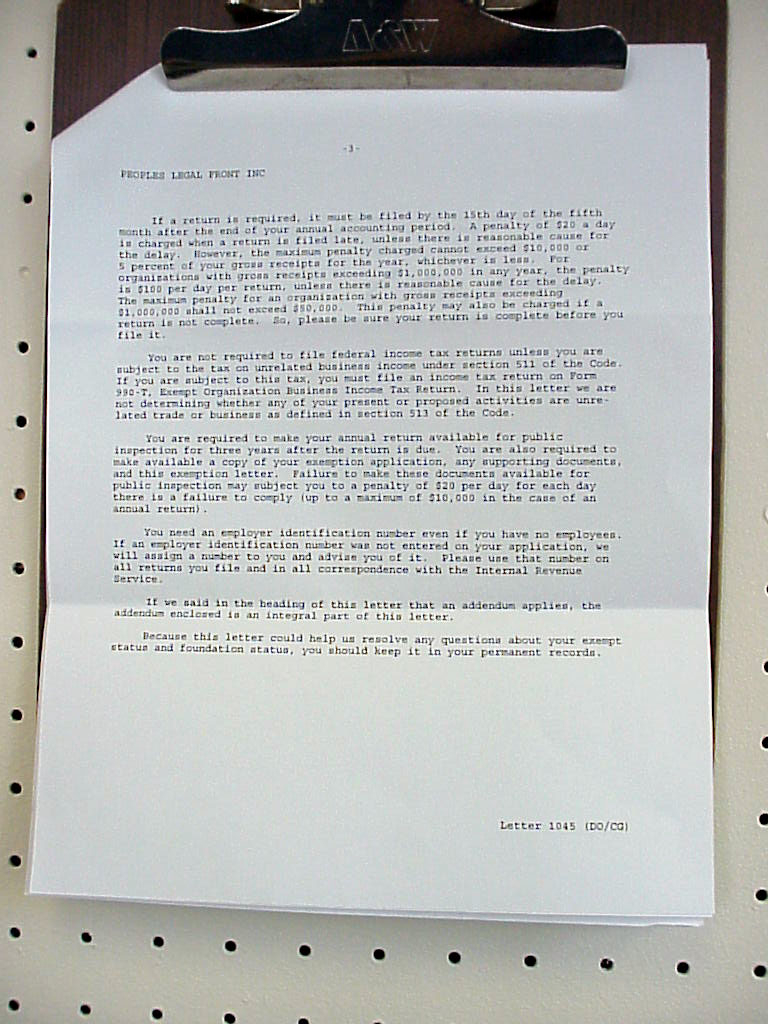 A&W
-3-
PEOPLES LEGAL FRONT INC
If a return is required, it must be filed by the 15th day of the fifth
month after the end of your annual accounting period. A penalty of $20 a day
is charged when a return is filed late, unless there is reasonable cause for
the delay. However, the maximum penalty charged cannot exceed $10,000 or
5 percent of your gross receipts for the year, whichever is less. For
organizations with gross receipts exceeding $1,000,000 in any year, the penalty
is $100 per day per return, unless there is reasonable cause for the delay.
The maximum penalty for an organization with gross receipts exceeding
$1,000,000 shall not exceed $50,000. This penalty may also be charged if a
return is not complete. So, please be sure your return is complete before you
file it.
You are not required to file federal income tax returns unless you are
subject to the tax on unrelated business income under section 511 of the Code.
If you are subject to this tax, you must file an income tax return on Form
990-T, Exempt Organization Business Income Tax Return. In this letter we are
not determining whether any of your present or proposed activities are unre-
lated trade or business as defined in section 513 of the Code.
You are required to make your annual return available for public
inspection for three years after the return is due. You are also required to
make available a copy of your exemption application, any supporting documents,
and this exemption letter. Failure to make these documents available for
public inspection may subject you to a penalty of $20 per day for each day
there is a failure to comply (up to a maximum of $10,000 in the case of an
annual return).
You need an employer identification number even if you have no employees.
If an employer identification number was not entered on your application, we
will assign a number to you and advise you of it. Please use that number on
all returns you file and in all correspondence with the Internal Revenue
Service.
If we said in the heading of this letter that an addendum applies, the
addendum enclosed is an integral part of this letter.
Because this letter could help us resolve any questions about your exempt
status and foundation status, you should keep it in your permanent records.
Letter 1045 (DO/CG)